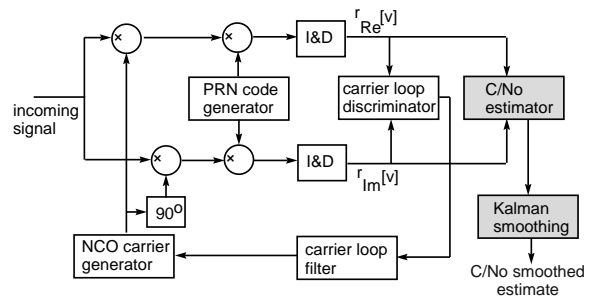 r Re[v]
×
×
I&D
PRN code
generator
carrier loop
discriminator
C/No
estimator
incoming
signal
×
×
I&D
r Im[v]
90o
Kalman
smoothing
NCO carrier
generator
carrier loop
filter
C/No smoothed
estimate